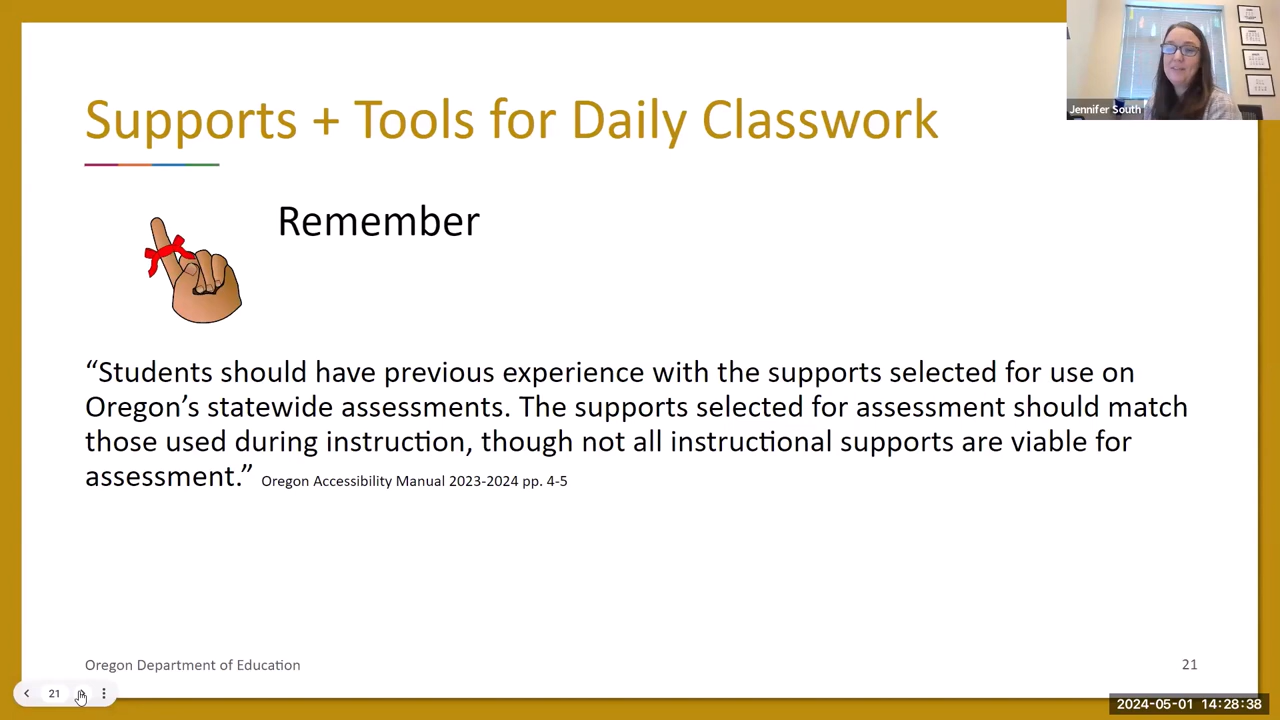 Supports + Tools for Daily Classwork
Jennifer South
Remember
“Students should have previous experience with the supports selected for use on
Oregon’s statewide assessments. The supports selected for assessment should match
those used during instruction, though not all instructional supports are viable for
assessment.” Oregon Accessibility Manual 2023-2024 pp. 4-5
Oregon Department of Education
21
21
2024-05-01 14:28:38